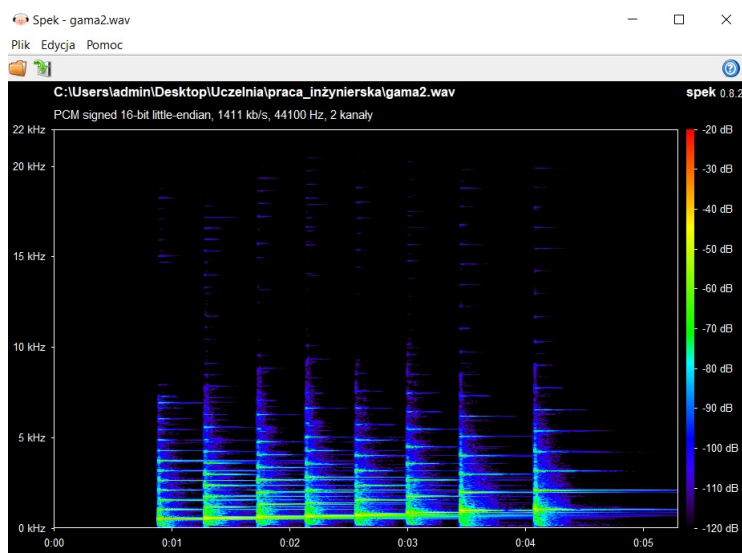 Spek - gama2.wav
Plik Edycja Pomoc
C:\Users\admin\Desktop\Uczelnia\praca_inżynierska\gama2.wav
spek 0.8.2
PCM signed 16-bit little-endian, 1411 kb/s, 44100 Hz, 2 kanały
22 kHz
20 kHz
15 kHz
10 kHz
5 kHz
0 kHz
0:00 0:01 0:02 0:03 0:04 0:05
-20 dB
-30 dB
-40 dB
-50 dB
-60 dB
-70 dB
-80 dB
-90 dB
-100 dB
-110 dB
-120 dB